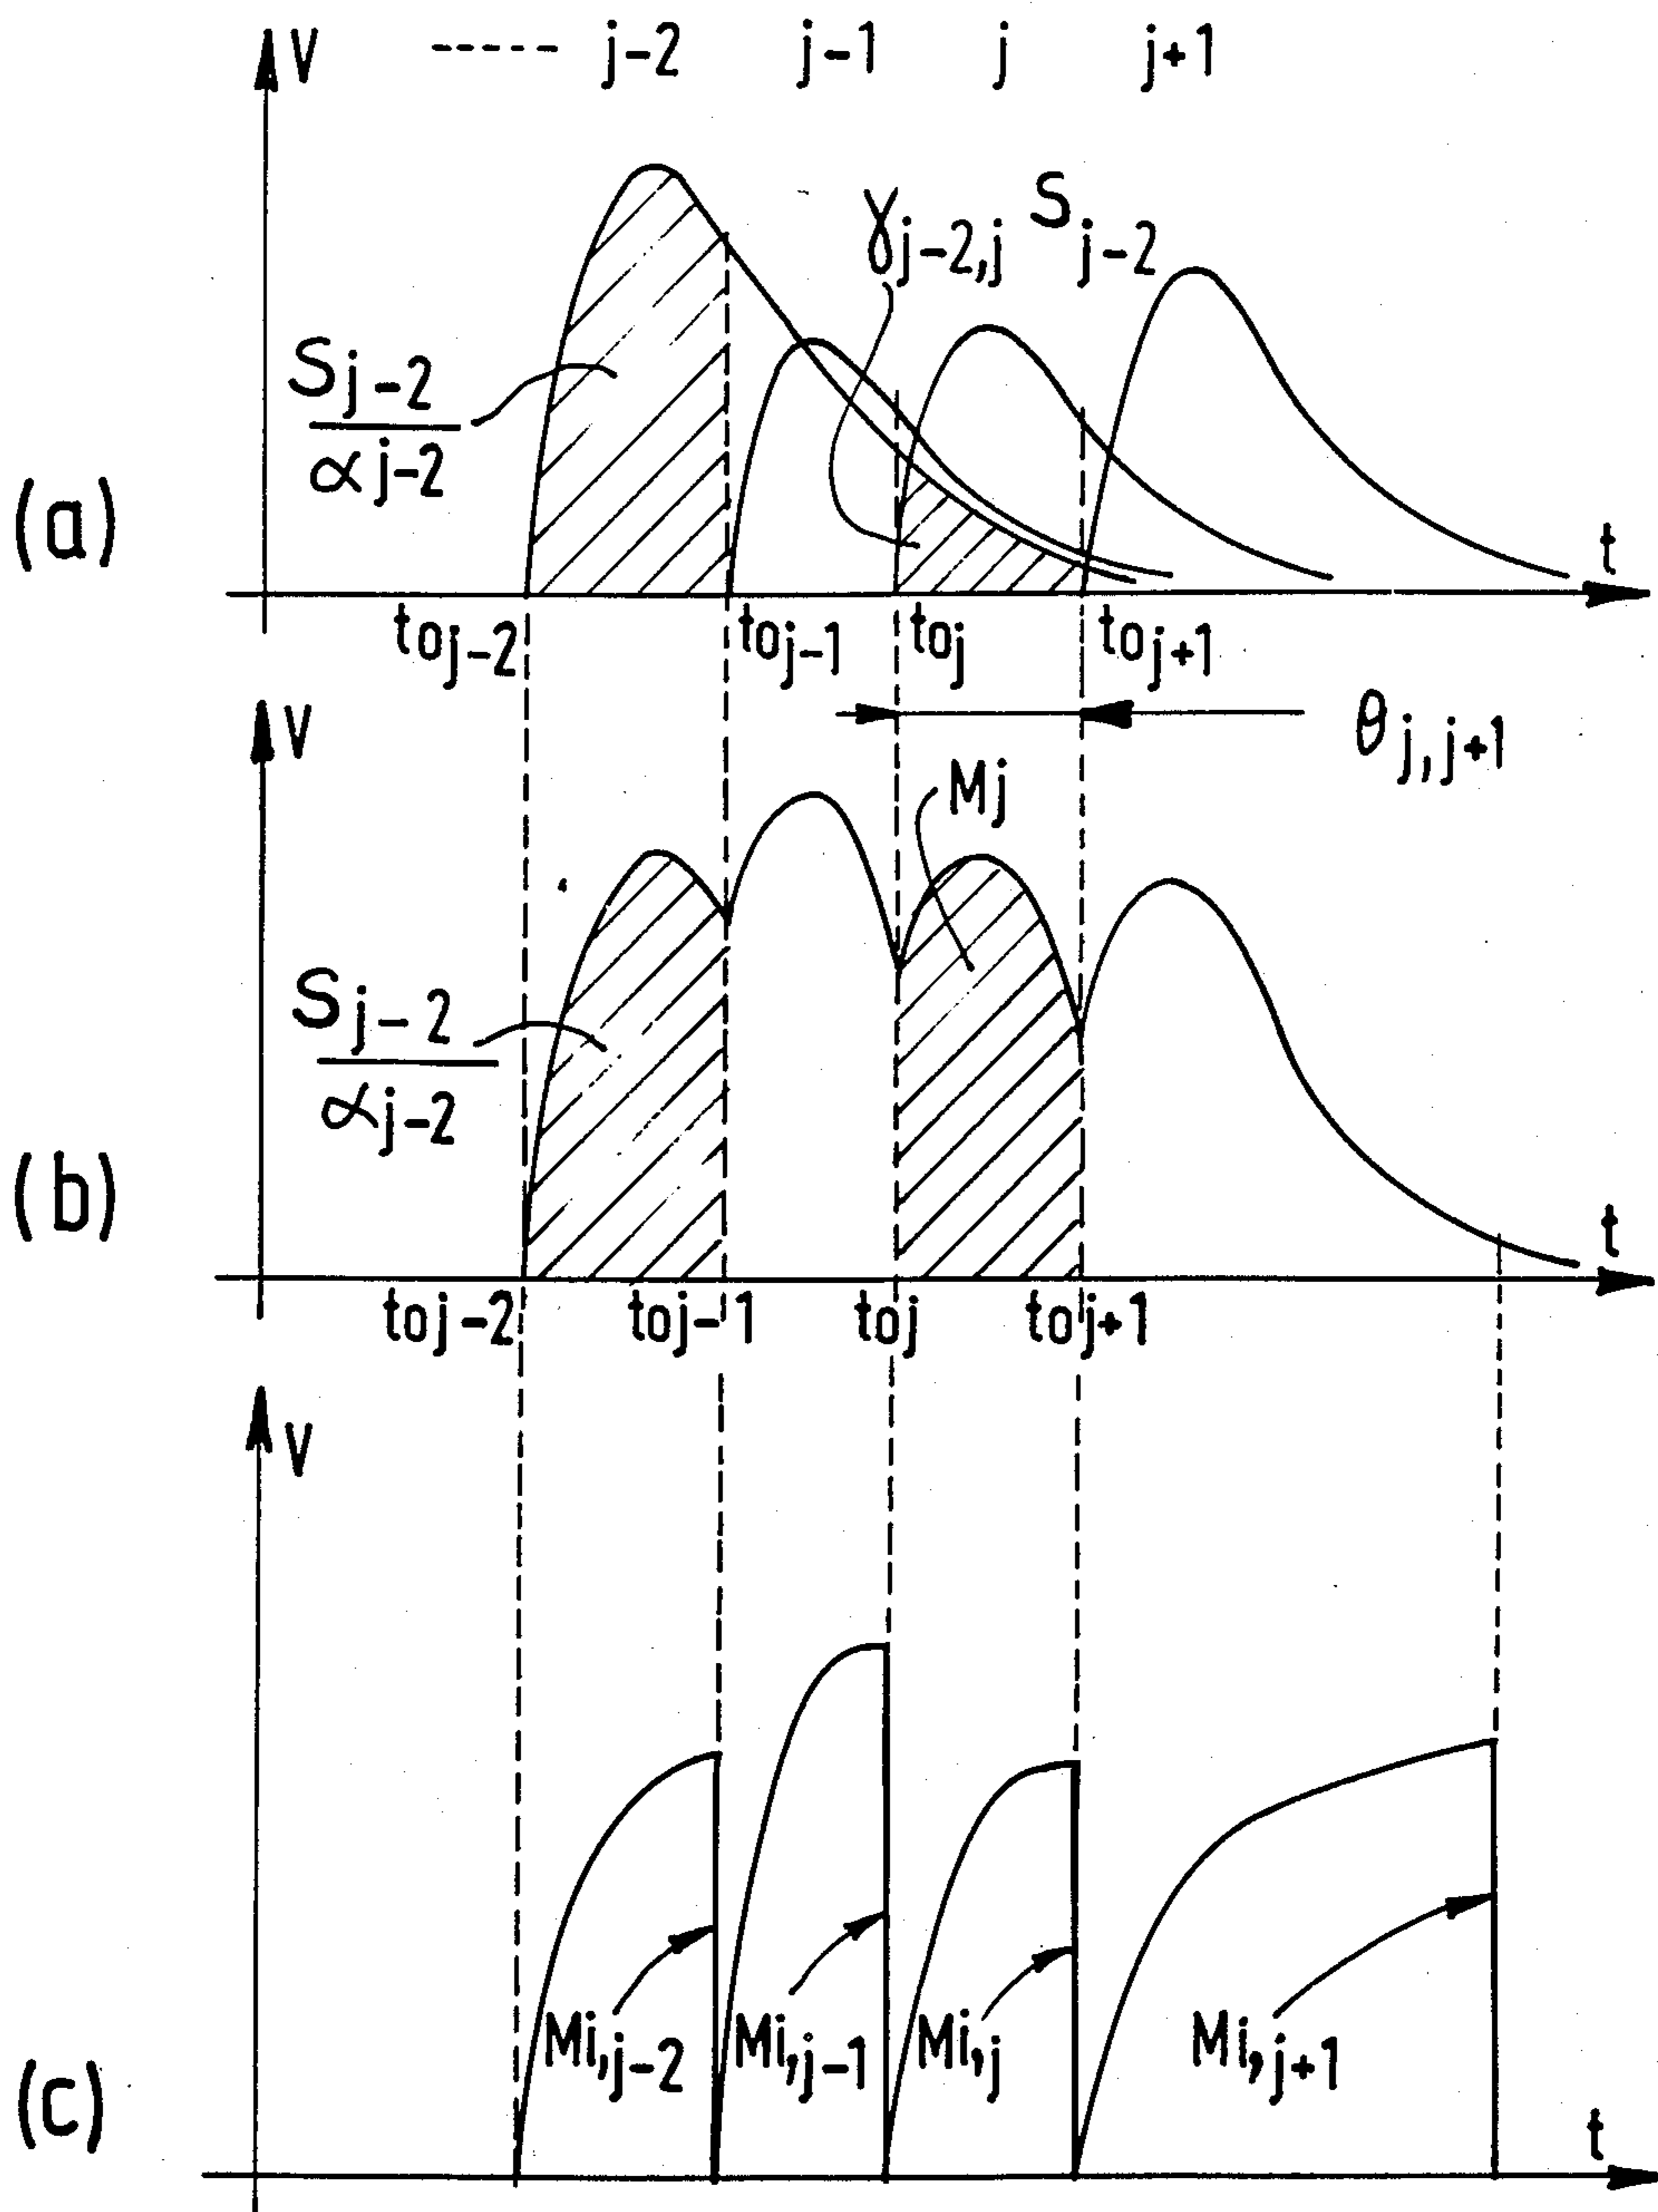 V ----- j-2 j-1 j j+1
γj-2,j Sj-2
Sj-2
αj-2
(a)
t
toj-2 toj-1 toj toj+1
V
θj,j+1
Mj
Sj-2
αj-2
(b)
t
toj-2 toj-1 toj toj+1
V
Mi,j-2 Mi,j-1 Mi,j Mi,j+1
(c)
t